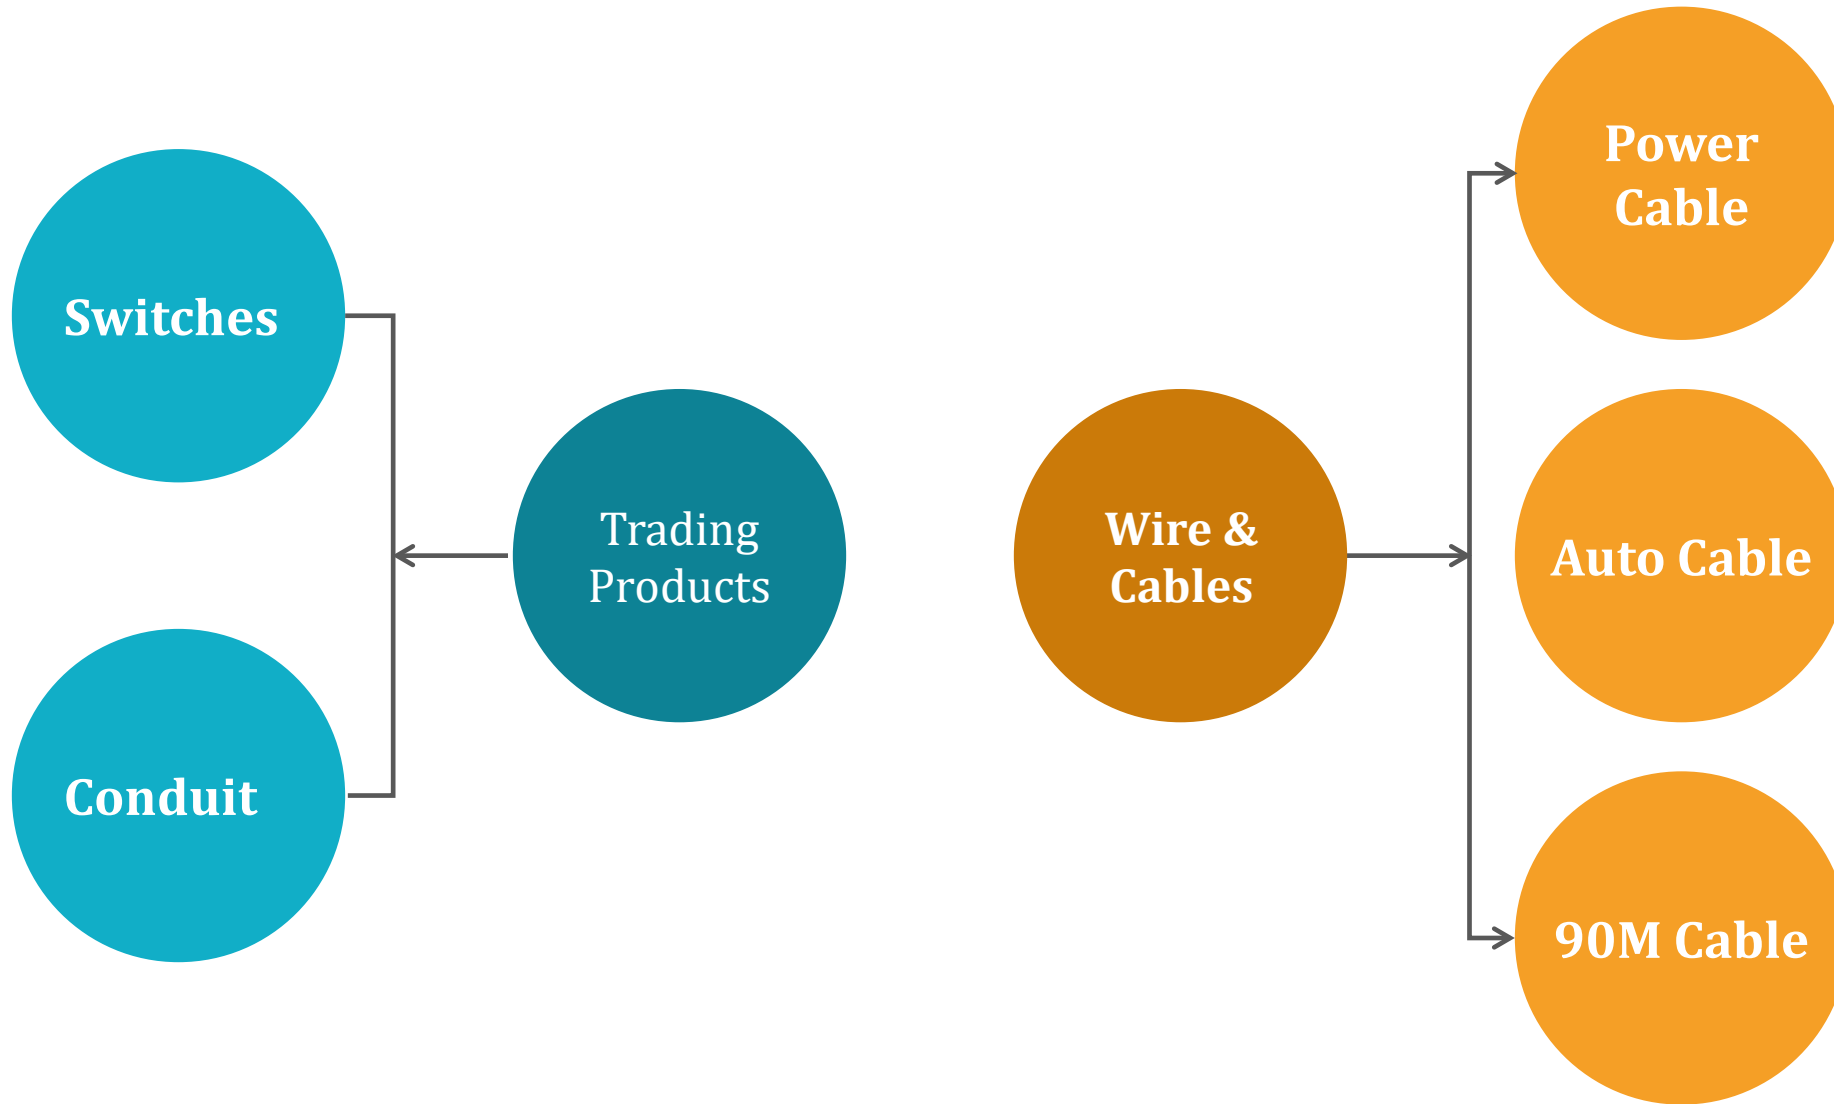 Switches
Conduit
Trading
Products
Wire &
Cables
Power
Cable
Auto Cable
90M Cable